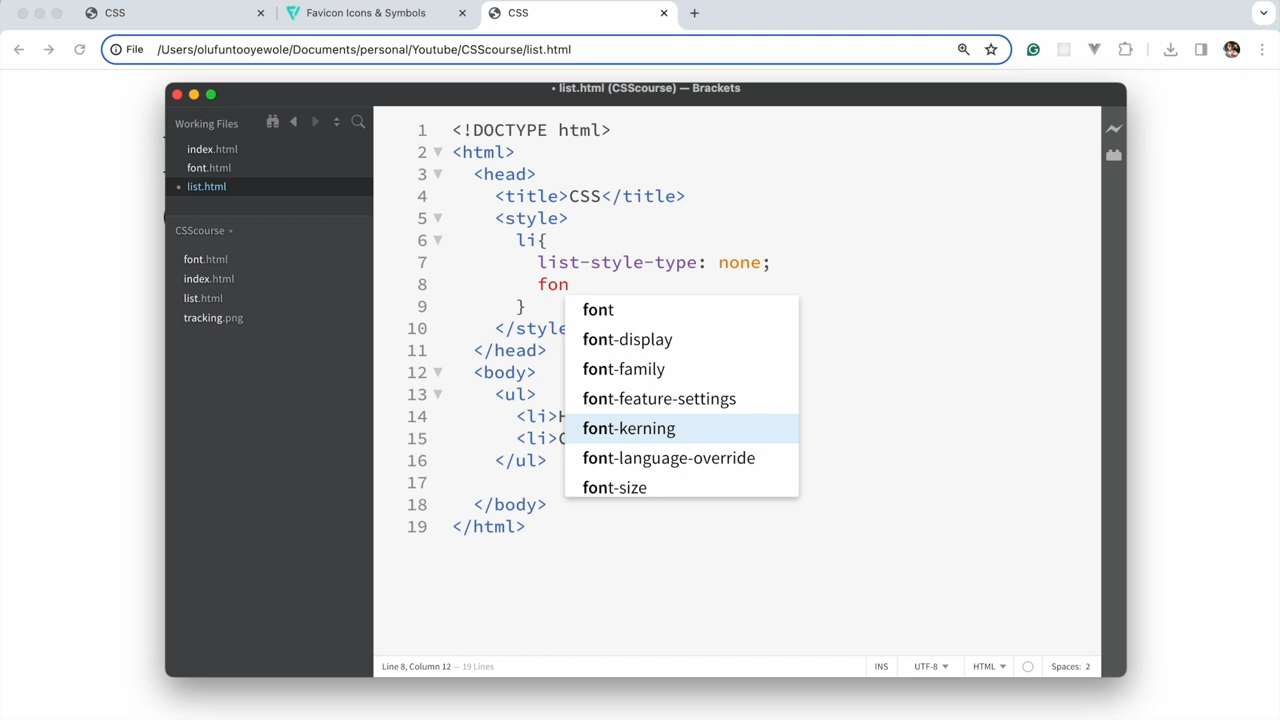 CSS
Favicon Icons & Symbols
CSS
File /Users/olufuntooyewole/Documents/personal/Youtube/CSScourse/list.html
• list.html (CSScourse) — Brackets
Working Files
index.html
font.html
list.html
CSScourse
font.html
index.html
list.html
tracking.png
1 <!DOCTYPE html>
2 <html>
3 <head>
4 <title>CSS</title>
5 <style>
6 li{
7 list-style-type: none;
8 fon
9 }
10 </style
11 </head>
12 <body>
13 <ul>
14 <li>
15 <li>
16 </ul>
17
18 </body>
19 </html>
font
font-display
font-family
font-feature-settings
font-kerning
font-language-override
font-size
Line 8, Column 12 — 19 Lines
INS
UTF-8
HTML
Spaces: 2